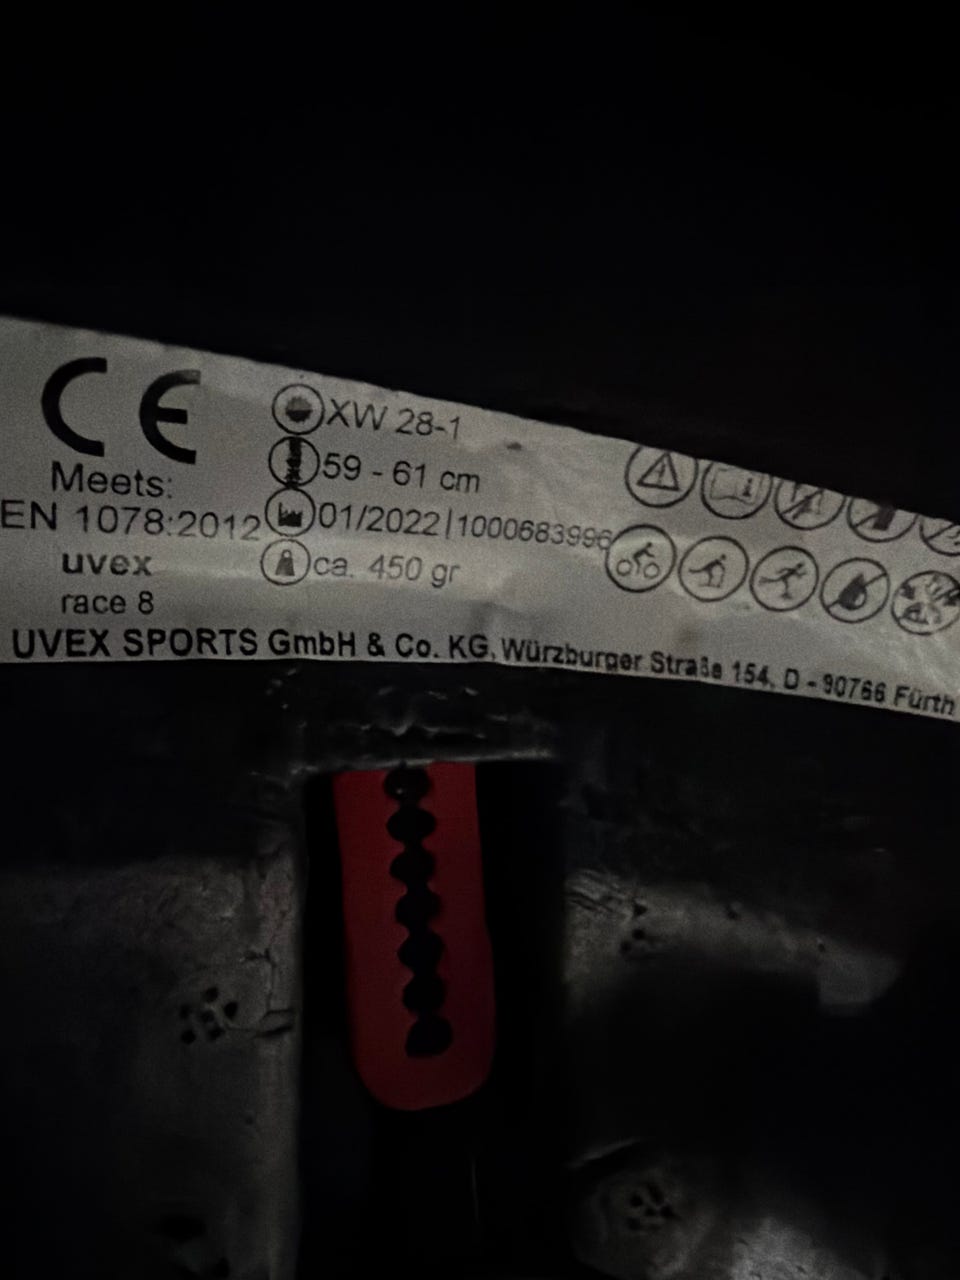 CE
Meets:
EN 1078:2012
uvex
race 8
XW 28-1
59 - 61 cm
01/2022|1000683996
ca. 450 gr
UVEX SPORTS GmbH & Co. KG, Würzburger Straße 154, D - 90766 Fürth